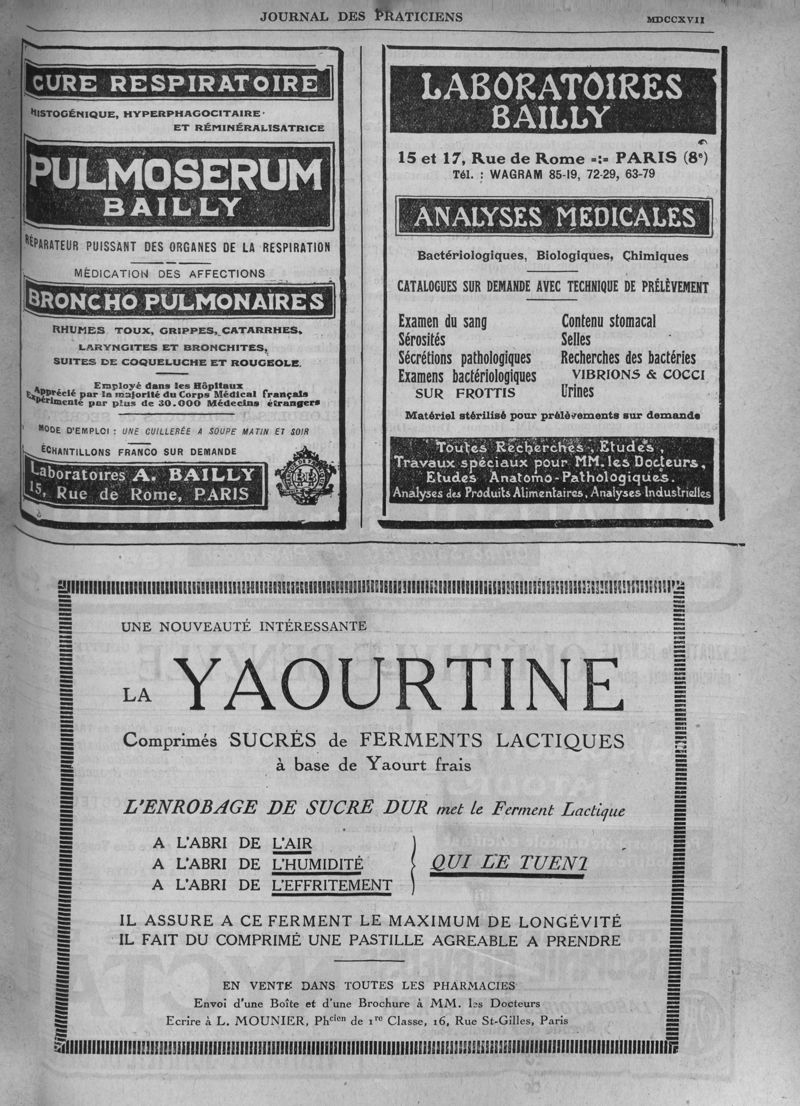 JOURNAL DES PRATICIENS
MDCCXVII
CURE RESPIRATOIRE
HISTOGÉNIQUE, HYPERPHAGOCITAIRE
ET RÉMINÉRALISATRICE
PULMOSERUM
BAILLY
RÉPARATEUR PUISSANT DES ORGANES DE LA RESPIRATION
MÉDICATION DES AFFECTIONS
BRONCHO PULMONAIRES
RHUMES TOUX, GRIPPES, CATARRHES,
LARYNGITES ET BRONCHITES,
SUITES DE COQUELUCHE ET ROUGEOLE.
Employé dans les Hôpitaux
Apprécié par la majorité du Corps Médical français
Expérimenté par plus de 30.000 Médecins étrangers
MODE D'EMPLOI : UNE CUILLERÉE A SOUPE MATIN ET SOIR
ÉCHANTILLONS FRANCO SUR DEMANDE
Laboratoires A. BAILLY
15, Rue de Rome, PARIS
LABORATOIRES
BAILLY
15 et 17, Rue de Rome -:- PARIS (8e)
Tél. : WAGRAM 85-19, 72-29, 63-79
ANALYSES MEDICALES
Bactériologiques, Biologiques, Chimiques
CATALOGUES SUR DEMANDE AVEC TECHNIQUE DE PRÉLÈVEMENT
Examen du sang
Sérosités
Sécrétions pathologiques
Examens bactériologiques
SUR FROTTIS
Contenu stomacal
Selles
Recherches des bactéries
VIBRIONS & COCCI
Urines
Matériel stérilisé pour prélèvements sur demande
Toutes Recherches, Etudes,
Travaux spéciaux pour MM. les Docteurs,
Etudes Anatomo-Pathologiques.
Analyses des Produits Alimentaires, Analyses Industrielles
UNE NOUVEAUTÉ INTÉRESSANTE
LA YAOURTINE
Comprimés SUCRÉS de FERMENTS LACTIQUES
à base de Yaourt frais
L'ENROBAGE DE SUCRE DUR met le Ferment Lactique
A L'ABRI DE L'AIR
A L'ABRI DE L'HUMIDITÉ
A L'ABRI DE L'EFFRITEMENT
QUI LE TUENT
IL ASSURE A CE FERMENT LE MAXIMUM DE LONGÉVITÉ
IL FAIT DU COMPRIMÉ UNE PASTILLE AGREABLE A PRENDRE
EN VENTE DANS TOUTES LES PHARMACIES
Envoi d'une Boîte et d'une Brochure à MM. les Docteurs
Ecrire à L. MOUNIER, Phcien de 1re Classe, 16, Rue St-Gilles, Paris